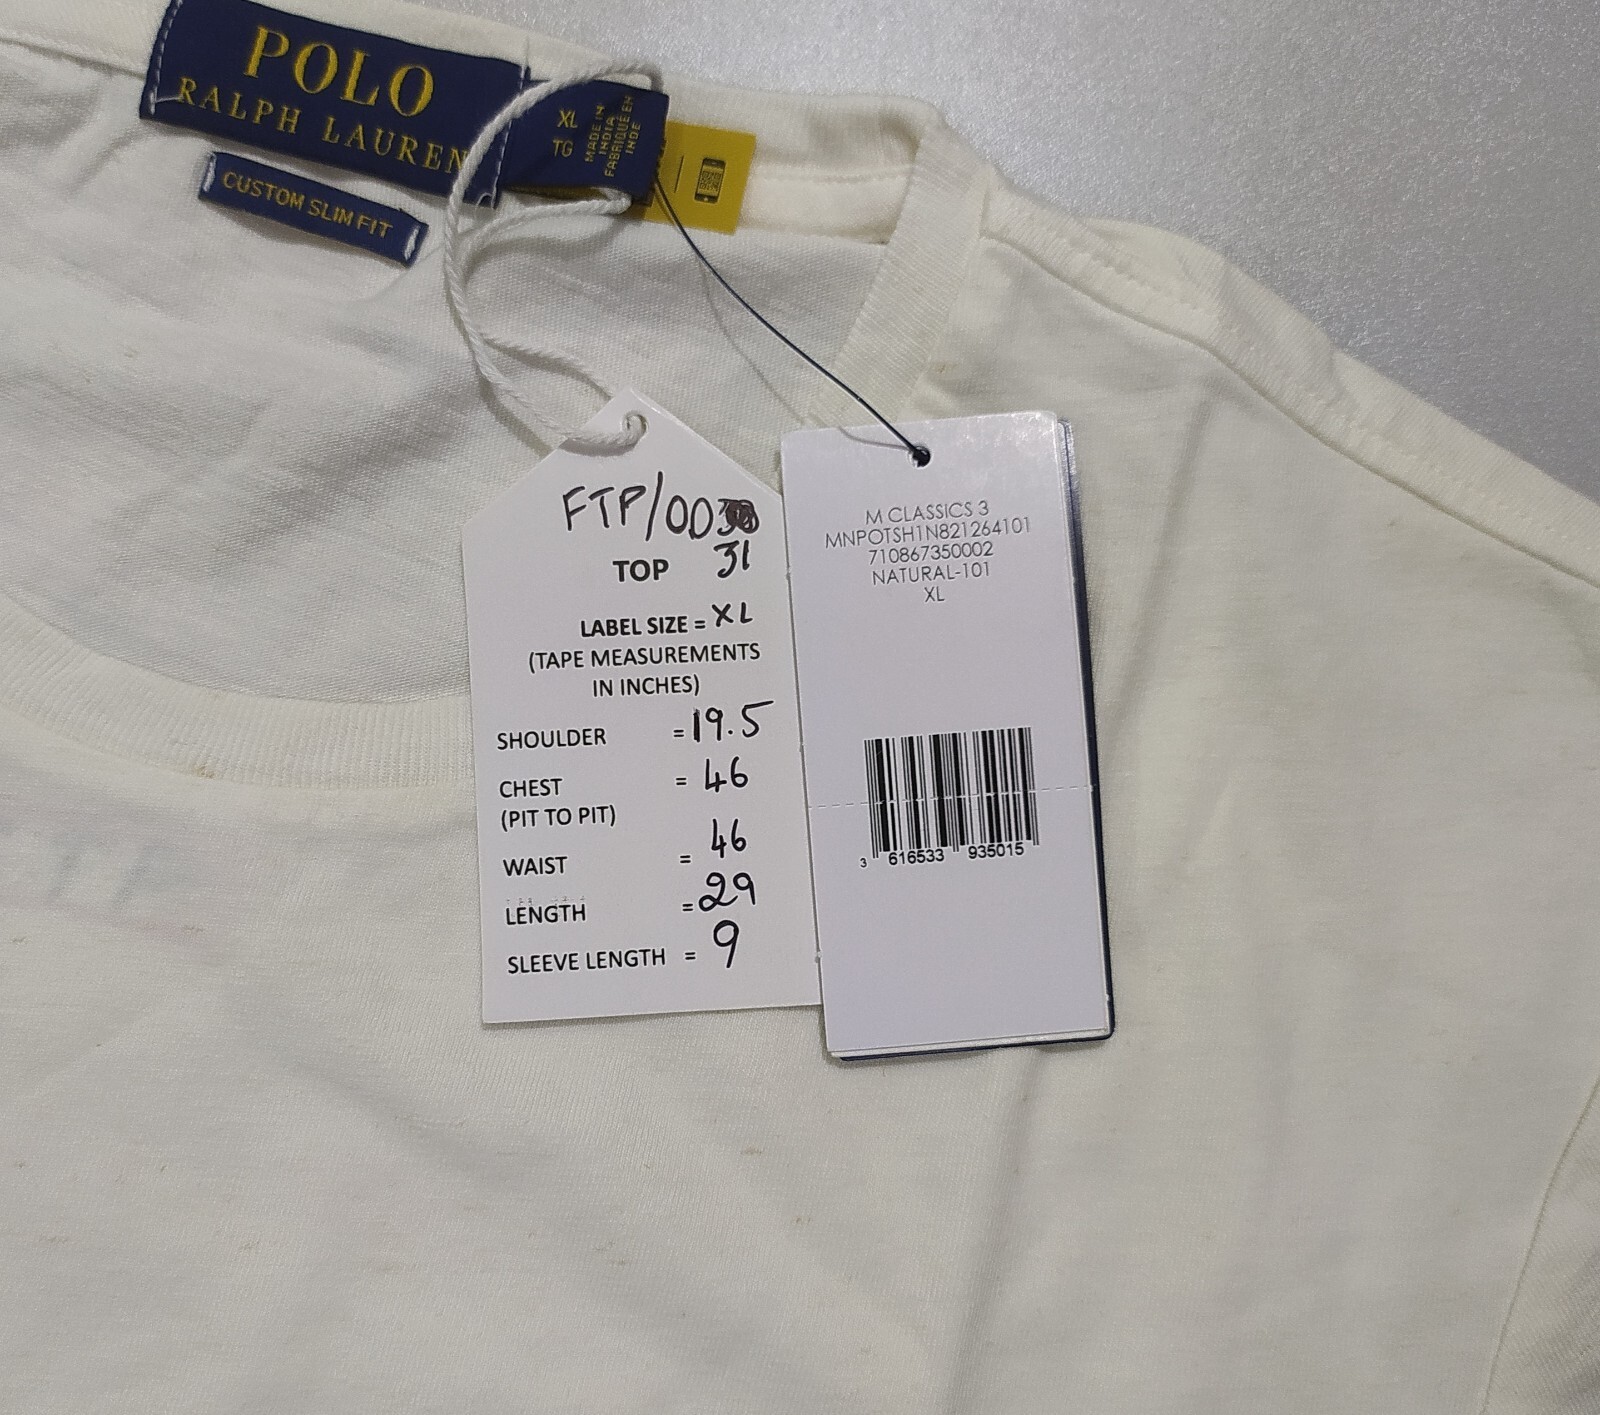 POLO
RALPH LAUREN
CUSTOM SLIM FIT
XL
TG
MADE IN
INDIA
FABRIQUÉ EN
INDE
FTP/00
31
TOP
LABEL SIZE = XL
(TAPE MEASUREMENTS
IN INCHES)
SHOULDER = 19.5
CHEST = 46
(PIT TO PIT)
WAIST = 46
LENGTH = 29
SLEEVE LENGTH = 9
M CLASSICS 3
MNPOTSH1N821264101
710867350002
NATURAL-101
XL
3 616533 935015